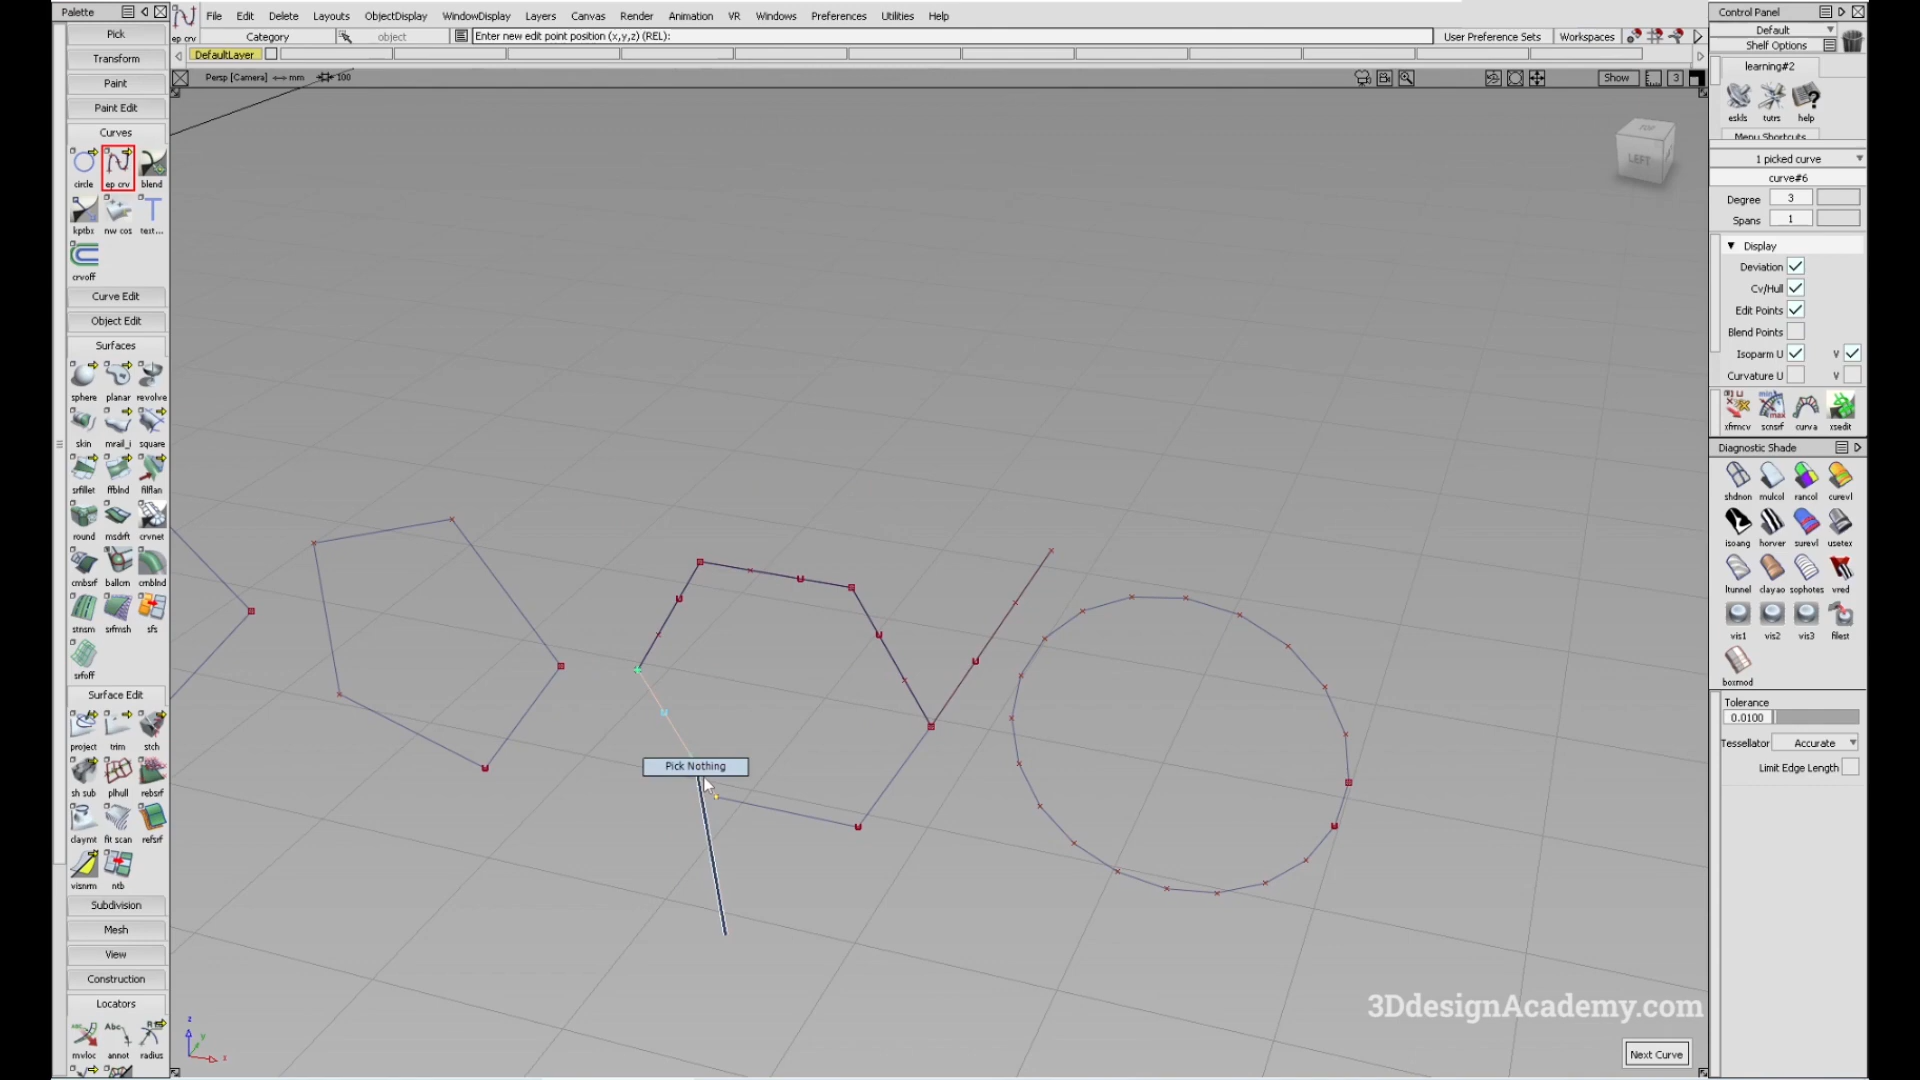 Palette
File Edit Delete Layouts ObjectDisplay WindowDisplay Layers Canvas Render Animation VR Windows Preferences Utilities Help
ep crv Category object Enter new edit point position (x,y,z) (REL): User Preference Sets Workspaces
DefaultLayer
Persp [Camera] mm 100 Show 3
Pick
Transform
Paint
Paint Edit
Curves
circle ep crv blend
kptbx nw cos text...
crvoff
Curve Edit
Object Edit
Surfaces
sphere planar revolve
skin mrail_i square
srfillet ffblnd filflan
round msdrft crvnet
cmbsrf ballcrn cmblnd
stnsm srfmsh sfs
srfoff
Surface Edit
project trim stch
sh sub plhull rebsrf
claymt fit scan refsrf
visnrm ntb
Subdivision
Mesh
View
Construction
Locators
mvloc annot radius
TOP
LEFT
Pick Nothing
z
y
x
3DdesignAcademy.com
Next Curve
Control Panel
Default
Shelf Options
learning#2
eskls tutrs help
Menu Shortcuts
1 picked curve
curve#6
Degree 3
Spans 1
Display
Deviation
Cv/Hull
Edit Points
Blend Points
Isoparm U V
Curvature U V
xfrmcv scnsrf curva xsedit
Diagnostic Shade
shdnon mulcol rancol curevl
isoang horver surevl usetex
ltunnel clayao sophotes vred
vis1 vis2 vis3 filest
boxmod
Tolerance
0.0100
Tessellator Accurate
Limit Edge Length